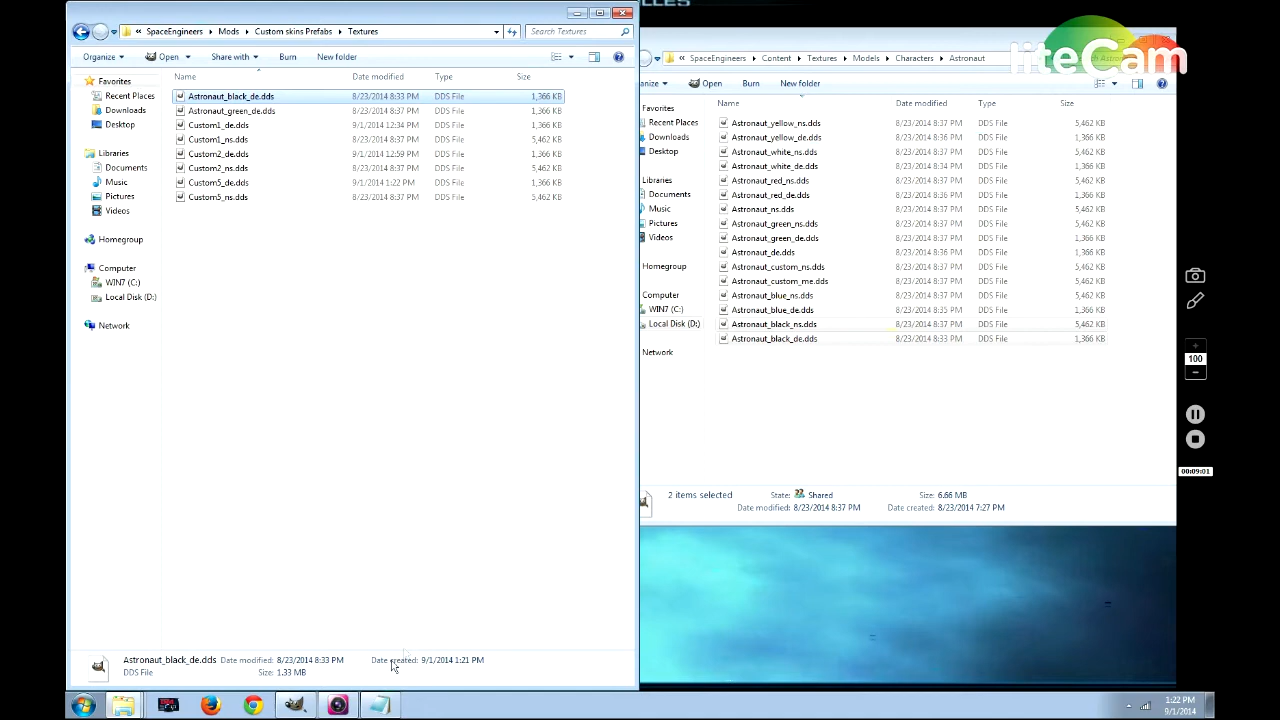 LLES
liteCam
SpaceEngineers Mods Custom skins Prefabs Textures
Search Textures
Organize Open Share with Burn New folder
Favorites
Recent Places
Downloads
Desktop
Libraries
Documents
Music
Pictures
Videos
Homegroup
Computer
WIN7 (C:)
Local Disk (D:)
Network
Name Date modified Type Size
Astronaut_black_de.dds 8/23/2014 8:33 PM DDS File 1,366 KB
Astronaut_green_de.dds 8/23/2014 8:37 PM DDS File 1,366 KB
Custom1_de.dds 9/1/2014 12:34 PM DDS File 1,366 KB
Custom1_ns.dds 8/23/2014 8:37 PM DDS File 5,462 KB
Custom2_de.dds 9/1/2014 12:59 PM DDS File 1,366 KB
Custom2_ns.dds 8/23/2014 8:37 PM DDS File 5,462 KB
Custom5_de.dds 9/1/2014 1:22 PM DDS File 1,366 KB
Custom5_ns.dds 8/23/2014 8:37 PM DDS File 5,462 KB
Astronaut_black_de.dds Date modified: 8/23/2014 8:33 PM Date created: 9/1/2014 1:21 PM
DDS File Size: 1.33 MB
SpaceEngineers Content Textures Models Characters Astronaut
Open Burn New folder
Favorites
Recent Places
Downloads
Desktop
Libraries
Documents
Music
Pictures
Videos
Homegroup
Computer
WIN7 (C:)
Local Disk (D:)
Network
Name Date modified Type Size
Astronaut_yellow_ns.dds 8/23/2014 8:37 PM DDS File 5,462 KB
Astronaut_yellow_de.dds 8/23/2014 8:36 PM DDS File 1,366 KB
Astronaut_white_ns.dds 8/23/2014 8:37 PM DDS File 5,462 KB
Astronaut_white_de.dds 8/23/2014 8:34 PM DDS File 1,366 KB
Astronaut_red_ns.dds 8/23/2014 8:37 PM DDS File 5,462 KB
Astronaut_red_de.dds 8/23/2014 8:36 PM DDS File 1,366 KB
Astronaut_ns.dds 8/23/2014 8:37 PM DDS File 5,462 KB
Astronaut_green_ns.dds 8/23/2014 8:37 PM DDS File 5,462 KB
Astronaut_green_de.dds 8/23/2014 8:37 PM DDS File 1,366 KB
Astronaut_de.dds 8/23/2014 8:36 PM DDS File 1,366 KB
Astronaut_custom_ns.dds 8/23/2014 8:37 PM DDS File 5,462 KB
Astronaut_custom_me.dds 8/23/2014 8:36 PM DDS File 1,366 KB
Astronaut_blue_ns.dds 8/23/2014 8:37 PM DDS File 5,462 KB
Astronaut_blue_de.dds 8/23/2014 8:35 PM DDS File 1,366 KB
Astronaut_black_ns.dds 8/23/2014 8:37 PM DDS File 5,462 KB
Astronaut_black_de.dds 8/23/2014 8:33 PM DDS File 1,366 KB
2 items selected State: Shared Size: 6.66 MB
Date modified: 8/23/2014 8:37 PM Date created: 8/23/2014 7:27 PM
100
00:09:01
1:22 PM
9/1/2014